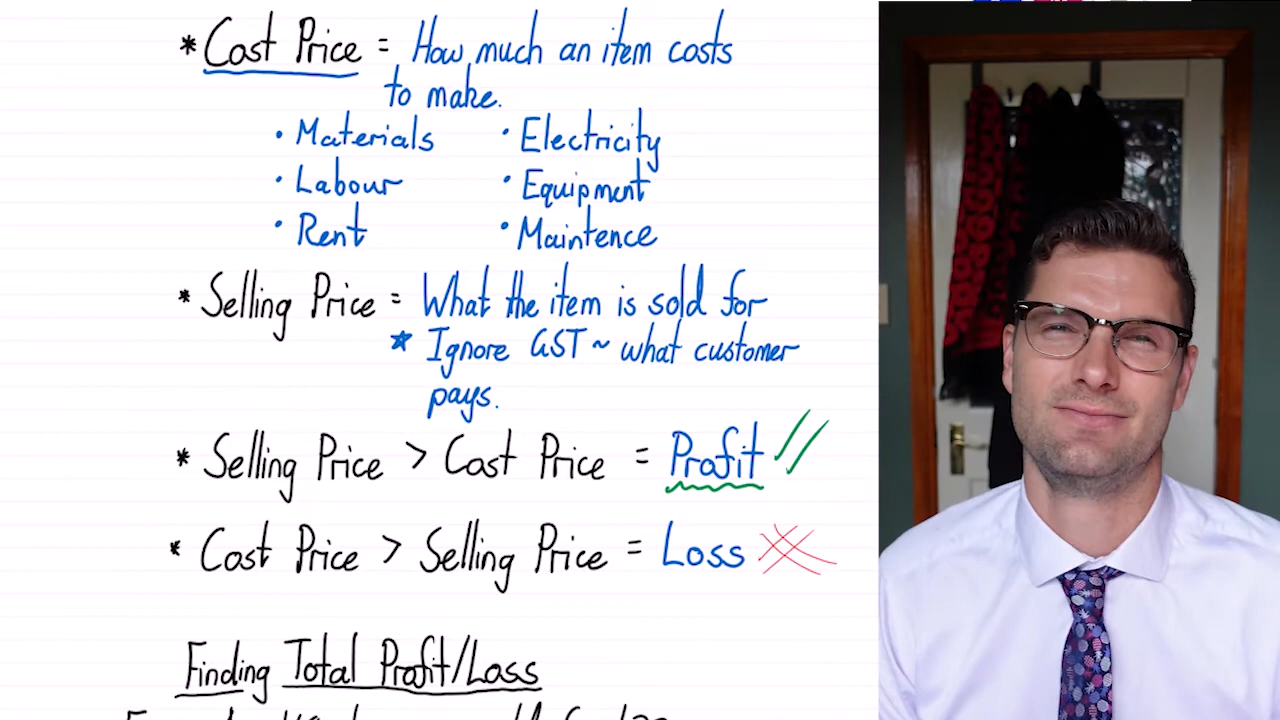 * Cost Price = How much an item costs
to make.
• Materials • Electricity
• Labour • Equipment
• Rent • Maintence
* Selling Price = What the item is sold for
* Ignore GST ~ what customer
pays.
* Selling Price > Cost Price = Profit
* Cost Price > Selling Price = Loss
Finding Total Profit/Loss